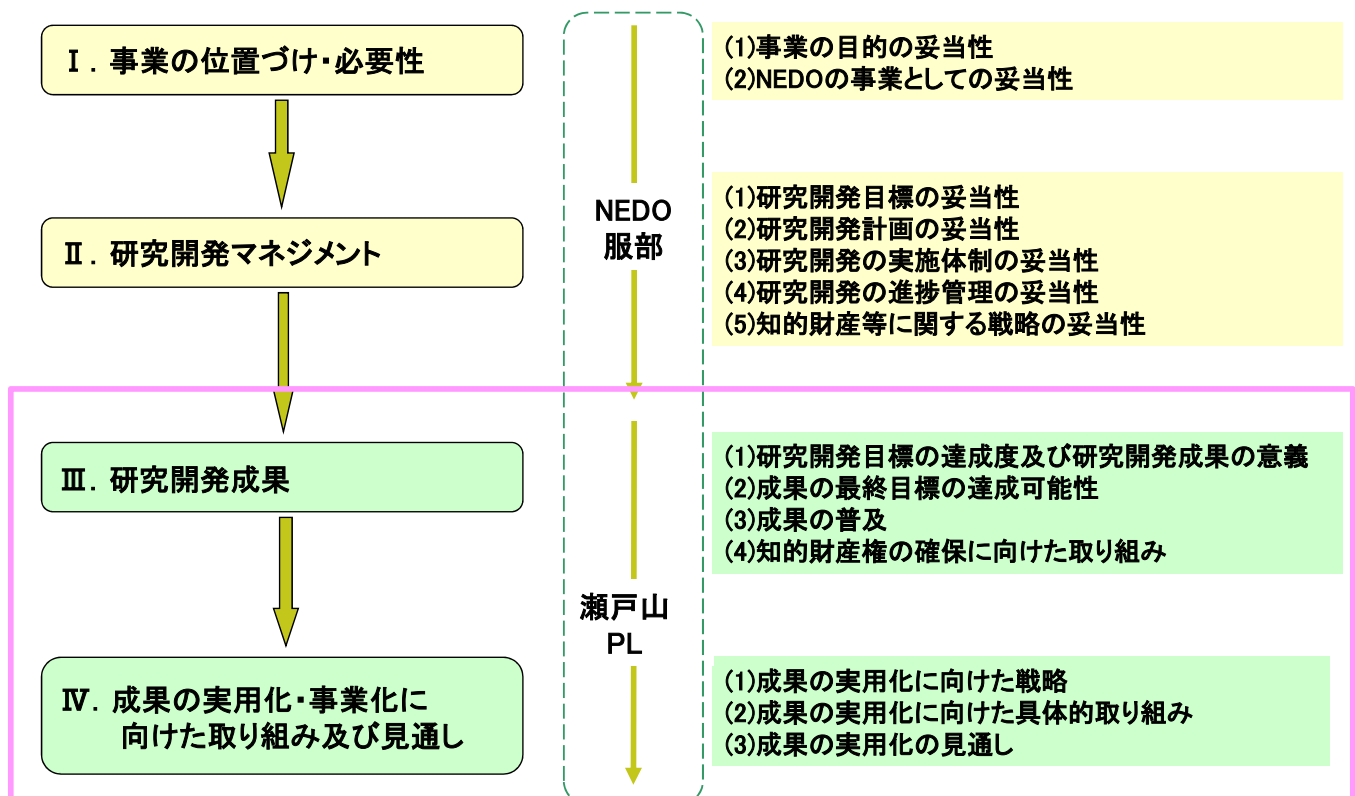 Ⅰ．事業の位置づけ・必要性
(1)事業の目的の妥当性
(2)NEDOの事業としての妥当性
NEDO
服部
Ⅱ．研究開発マネジメント
(1)研究開発目標の妥当性
(2)研究開発計画の妥当性
(3)研究開発の実施体制の妥当性
(4)研究開発の進捗管理の妥当性
(5)知的財産等に関する戦略の妥当性
Ⅲ．研究開発成果
(1)研究開発目標の達成度及び研究開発成果の意義
(2)成果の最終目標の達成可能性
(3)成果の普及
(4)知的財産権の確保に向けた取り組み
瀬戸山
PL
Ⅳ．成果の実用化・事業化に
向けた取り組み及び見通し
(1)成果の実用化に向けた戦略
(2)成果の実用化に向けた具体的取り組み
(3)成果の実用化の見通し